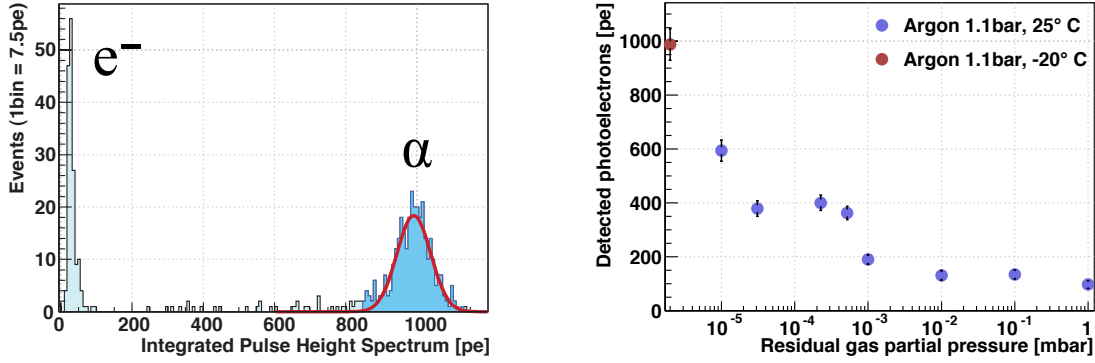 Events (1bin = 7.5pe)
50
40
30
20
10
0
e−
α
0 200 400 600 800 1000
Integrated Pulse Height Spectrum [pe]
Detected photoelectrons [pe]
1000
800
600
400
200
0
Argon 1.1bar, 25° C
Argon 1.1bar, -20° C
10⁻⁵ 10⁻⁴ 10⁻³ 10⁻² 10⁻¹ 1
Residual gas partial pressure [mbar]